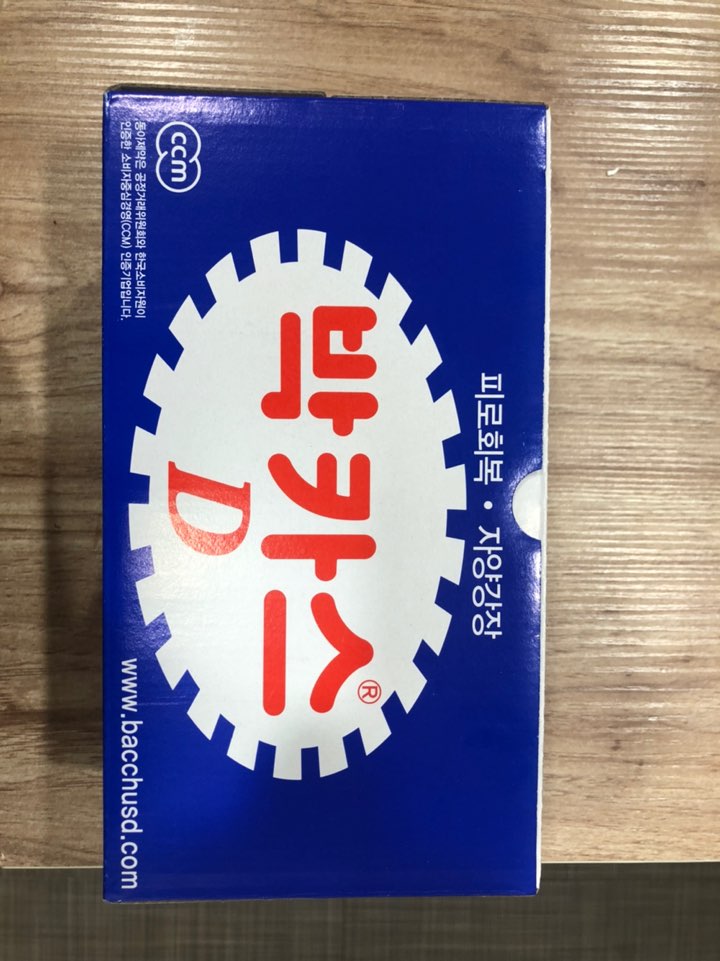 피로회복 • 자양강장
박카스®
D
ccm
동아제약은 공정거래위원회와 한국소비자원이
인증한 소비자중심경영(CCM) 인증기업입니다.
www.bacchusd.com